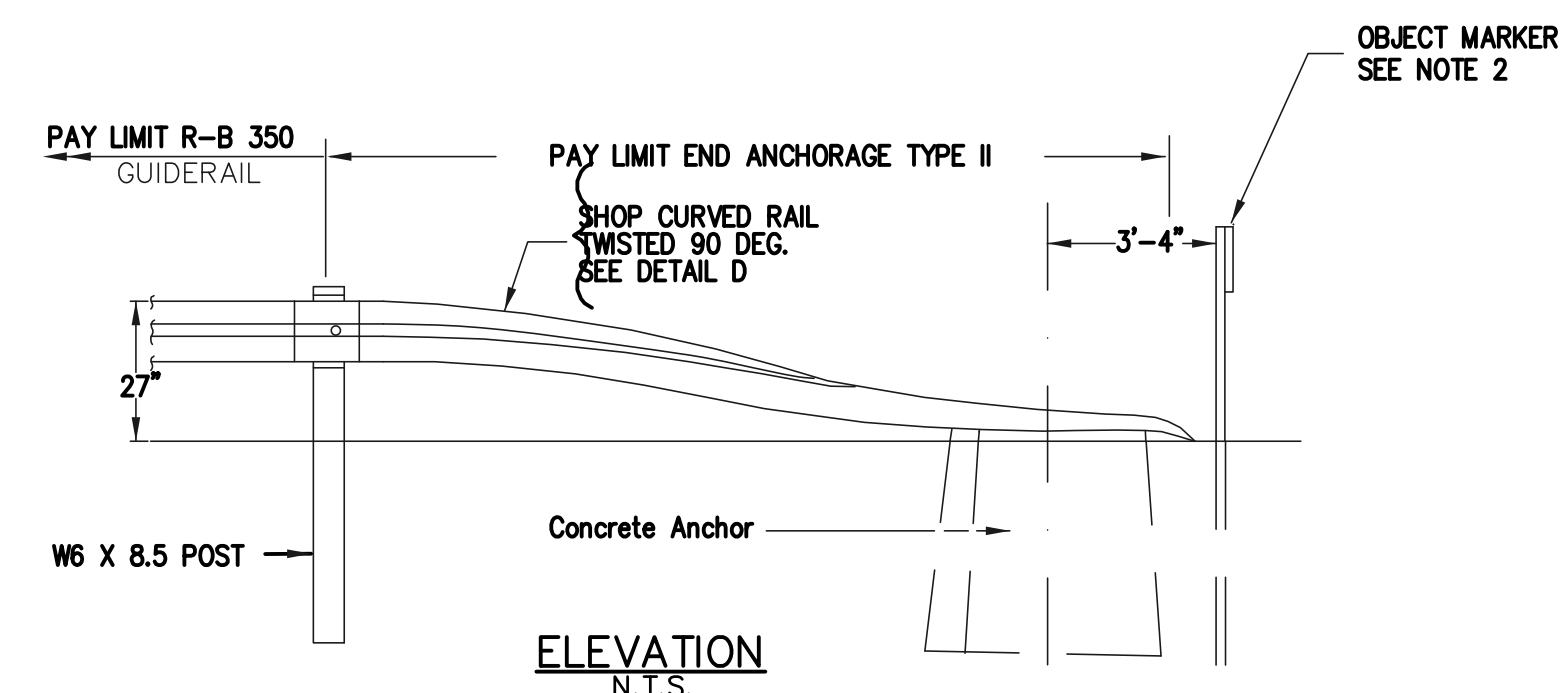 OBJECT MARKER
SEE NOTE 2
PAY LIMIT R-B 350
GUIDERAIL
PAY LIMIT END ANCHORAGE TYPE II
SHOP CURVED RAIL
TWISTED 90 DEG.
SEE DETAIL D
3'-4"
27"
Concrete Anchor
W6 X 8.5 POST
ELEVATION
N.T.S.